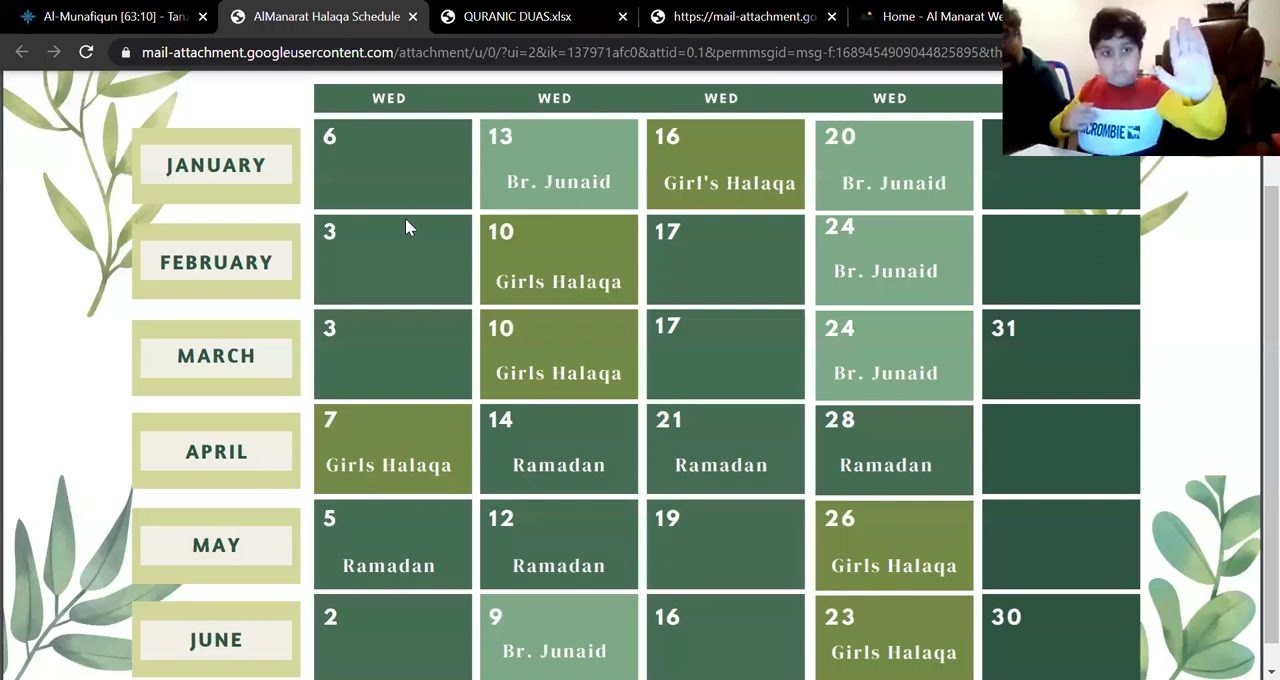 Al-Munafiqun [63:10] - Tanz
AlManarat Halaqa Schedule
QURANIC DUAS.xlsx
https://mail-attachment.go
Home - Al Manarat We
mail-attachment.googleusercontent.com/attachment/u/0/?ui=2&ik=137971afc0&attid=0.1&permmsgid=msg-f:1689454909044825895&th
WED WED WED WED
JANUARY 6 13 Br. Junaid 16 Girl's Halaqa 20 Br. Junaid
FEBRUARY 3 10 Girls Halaqa 17 24 Br. Junaid
MARCH 3 10 Girls Halaqa 17 24 Br. Junaid 31
APRIL 7 Girls Halaqa 14 Ramadan 21 Ramadan 28 Ramadan
MAY 5 Ramadan 12 Ramadan 19 26 Girls Halaqa
JUNE 2 9 Br. Junaid 16 23 Girls Halaqa 30